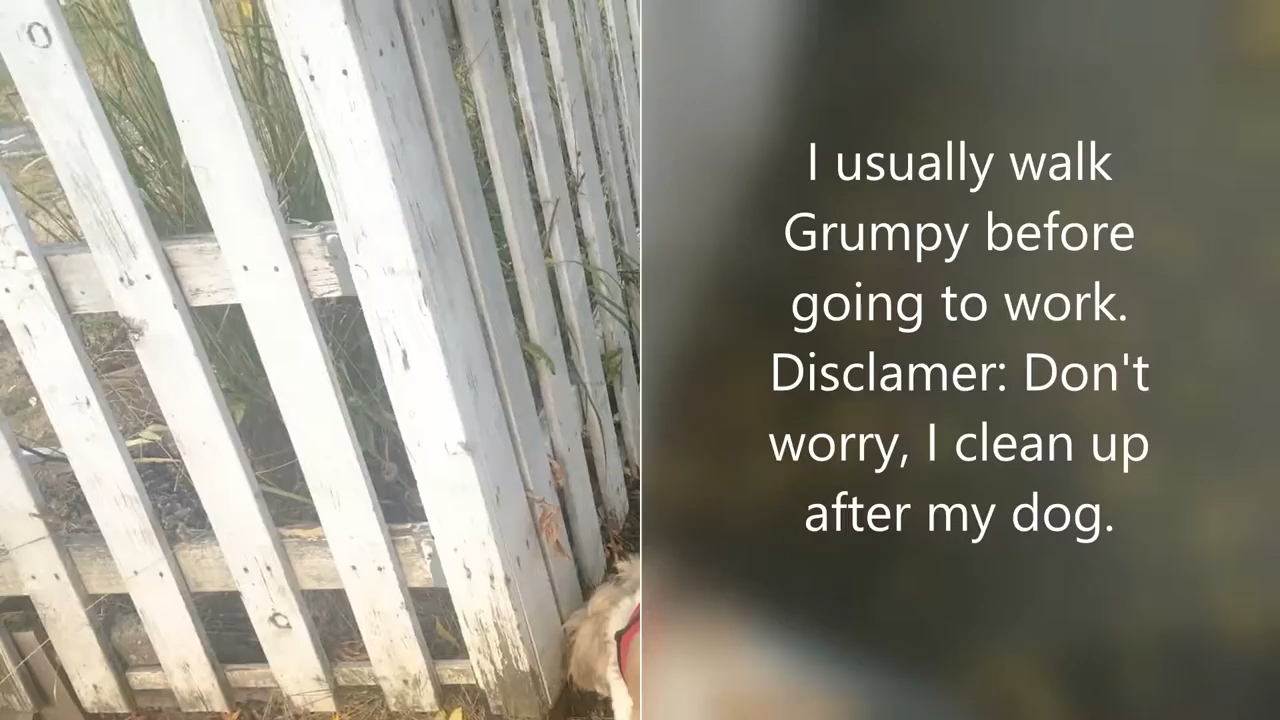 I usually walk
Grumpy before
going to work.
Disclamer: Don't
worry, I clean up
after my dog.